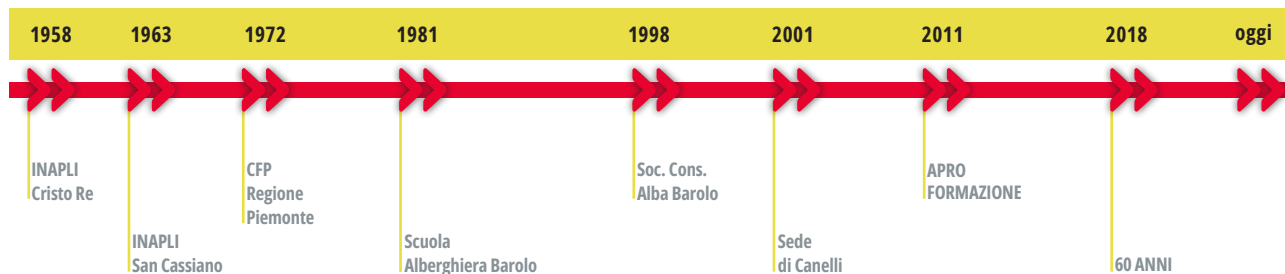 1958 1963 1972 1981 1998 2001 2011 2018 oggi
INAPLI
Cristo Re
INAPLI
San Cassiano
CFP
Regione
Piemonte
Scuola
Alberghiera Barolo
Soc. Cons.
Alba Barolo
Sede
di Canelli
APRO
FORMAZIONE
60 ANNI